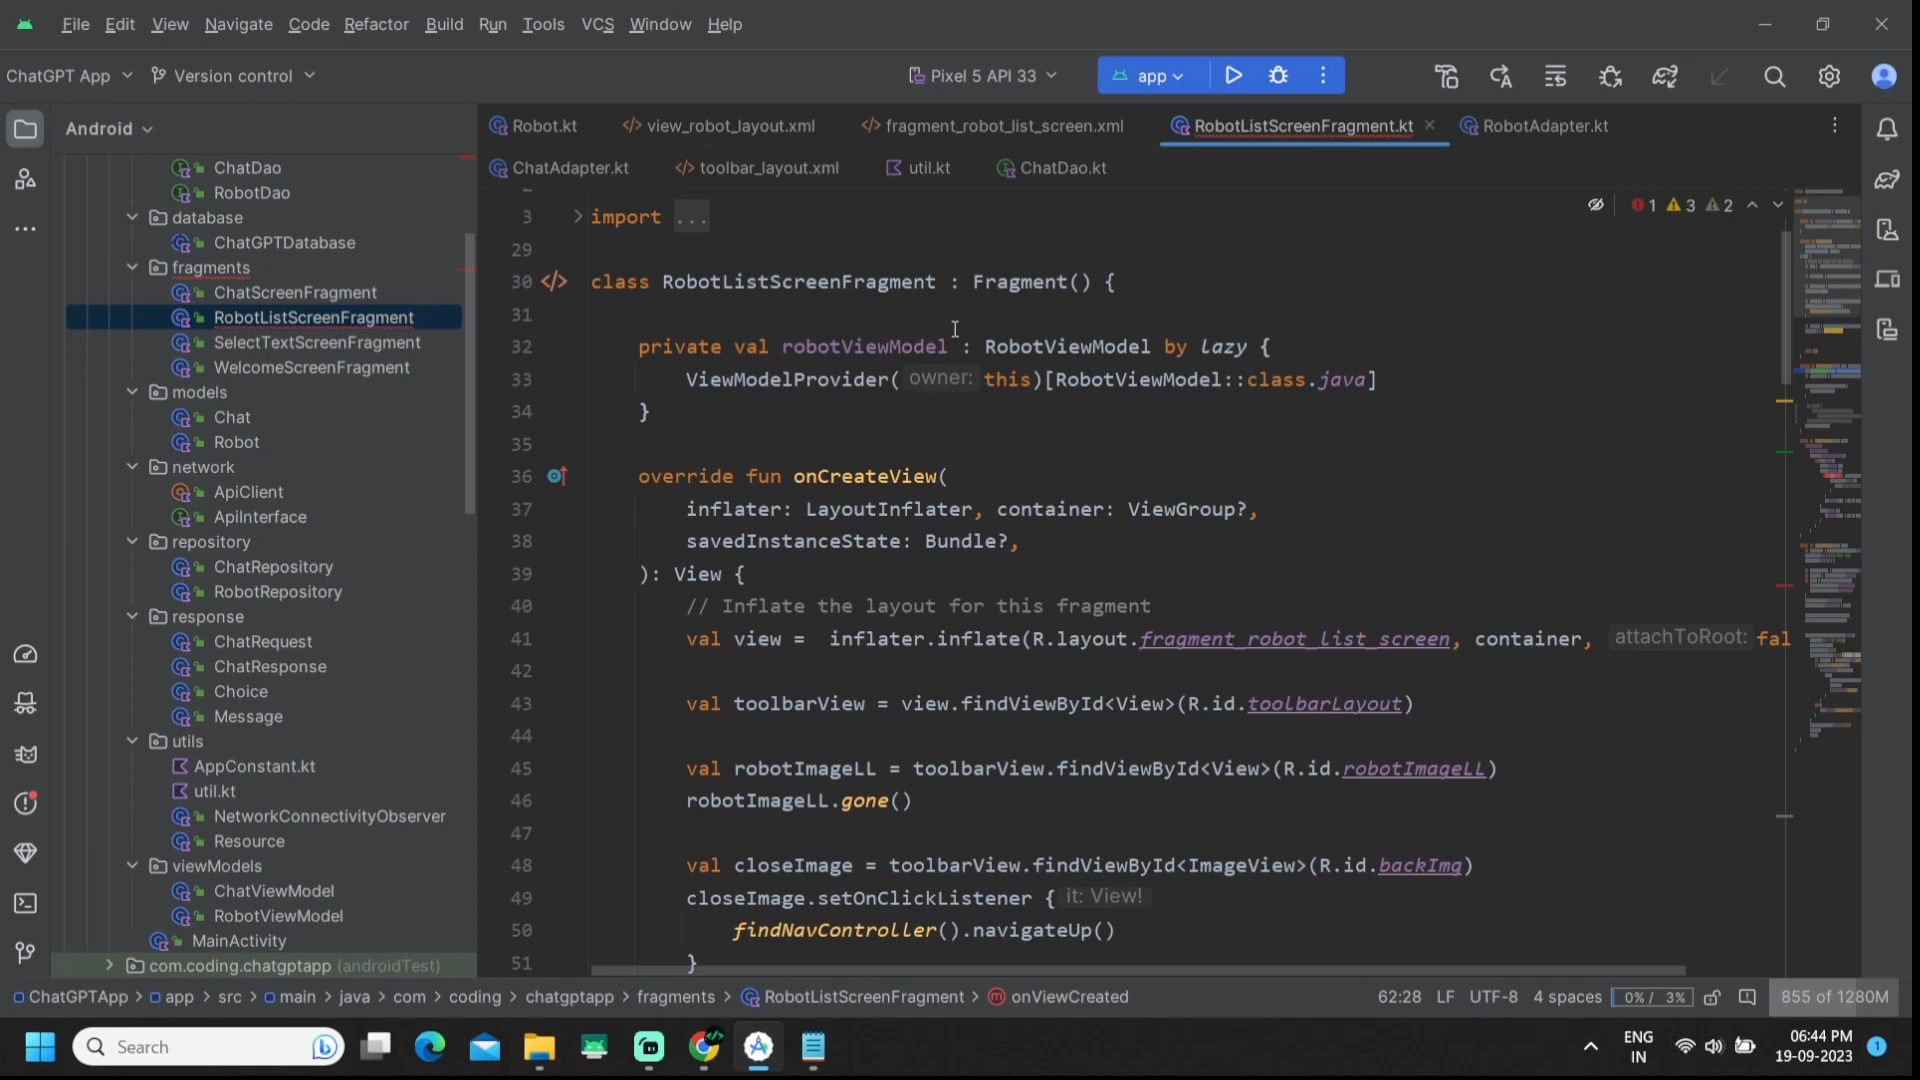 File Edit View Navigate Code Refactor Build Run Tools VCS Window Help
ChatGPT App Version control Pixel 5 API 33 app
Android
Robot.kt view_robot_layout.xml fragment_robot_list_screen.xml RobotListScreenFragment.kt RobotAdapter.kt
ChatAdapter.kt toolbar_layout.xml util.kt ChatDao.kt
ChatDao
RobotDao
database
ChatGPTDatabase
fragments
ChatScreenFragment
RobotListScreenFragment
SelectTextScreenFragment
WelcomeScreenFragment
models
Chat
Robot
network
ApiClient
ApiInterface
repository
ChatRepository
RobotRepository
response
ChatRequest
ChatResponse
Choice
Message
utils
AppConstant.kt
util.kt
NetworkConnectivityObserver
Resource
viewModels
ChatViewModel
RobotViewModel
MainActivity
com.coding.chatgptapp (androidTest)
1 3 2
3 import ...
29
30 class RobotListScreenFragment : Fragment() {
31
32 private val robotViewModel : RobotViewModel by lazy {
33 ViewModelProvider( owner: this)[RobotViewModel::class.java]
34 }
35
36 override fun onCreateView(
37 inflater: LayoutInflater, container: ViewGroup?,
38 savedInstanceState: Bundle?,
39 ): View {
40 // Inflate the layout for this fragment
41 val view = inflater.inflate(R.layout.fragment_robot_list_screen, container, attachToRoot: fal
42
43 val toolbarView = view.findViewById<View>(R.id.toolbarLayout)
44
45 val robotImageLL = toolbarView.findViewById<View>(R.id.robotImageLL)
46 robotImageLL.gone()
47
48 val closeImage = toolbarView.findViewById<ImageView>(R.id.backImg)
49 closeImage.setOnClickListener { it: View!
50 findNavController().navigateUp()
51 }
ChatGPTApp > app > src > main > java > com > coding > chatgptapp > fragments > RobotListScreenFragment > onViewCreated 62:28 LF UTF-8 4 spaces 0% / 3% 855 of 1280M
Search
ENG
IN
06:44 PM
19-09-2023
1